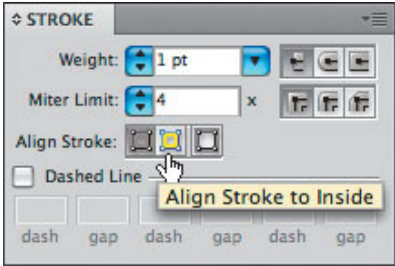 STROKE
Weight: 1 pt
Miter Limit: 4 x
Align Stroke:
Dashed Line
Align Stroke to Inside
dash gap dash gap dash gap